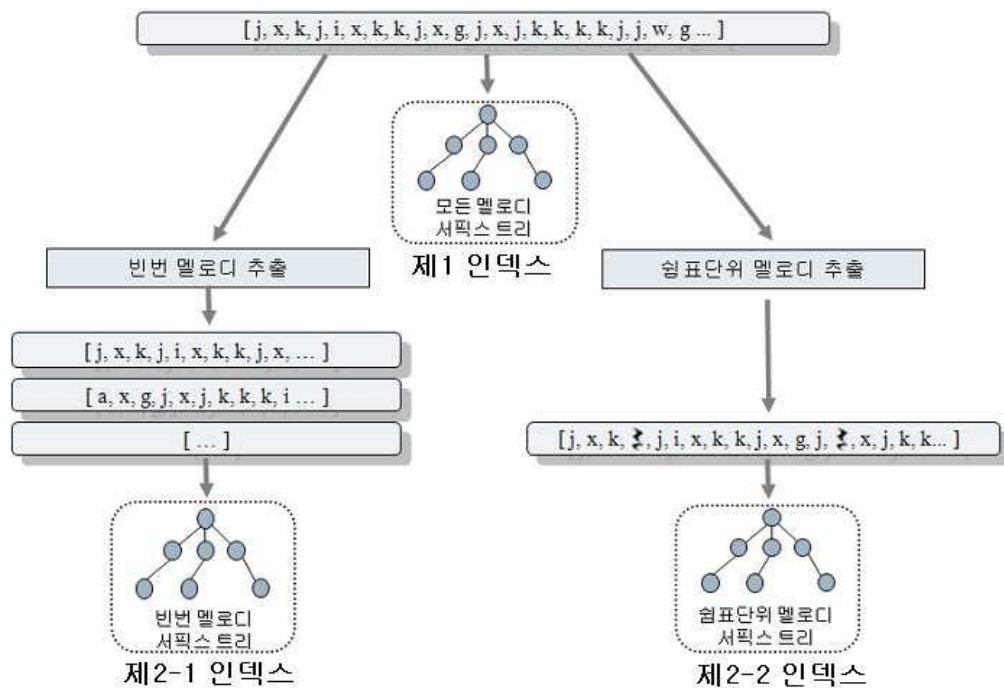 [ j, x, k, j, i, x, k, k, j, x, g, j, x, j, k, k, k, k, j, j, w, g ... ]
모든 멜로디
서픽스 트리
제1 인덱스
빈번 멜로디 추출
쉼표단위 멜로디 추출
[ j, x, k, j, i, x, k, k, j, x, ... ]
[ a, x, g, j, x, j, k, k, k, i ... ]
[ ... ]
[j, x, k, 𝄽, j, i, x, k, k, j, x, g, j, 𝄽, x, j, k, k... ]
빈번 멜로디
서픽스 트리
제2-1 인덱스
쉼표단위 멜로디
서픽스 트리
제2-2 인덱스